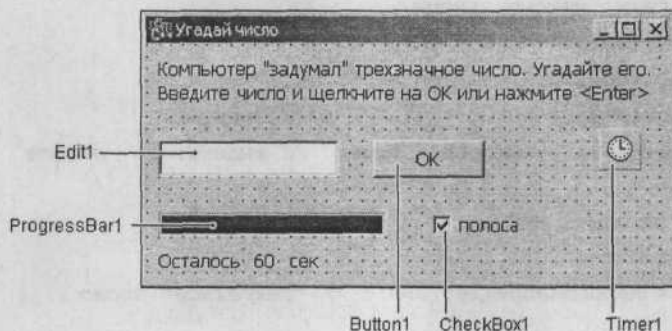 Угадай число
Компьютер "задумал" трехзначное число. Угадайте его.
Введите число и щелкните на ОК или нажмите <Enter>
Edit1
OK
ProgressBar1
полоса
Осталось 60 сек
Button1 CheckBox1 Timer1